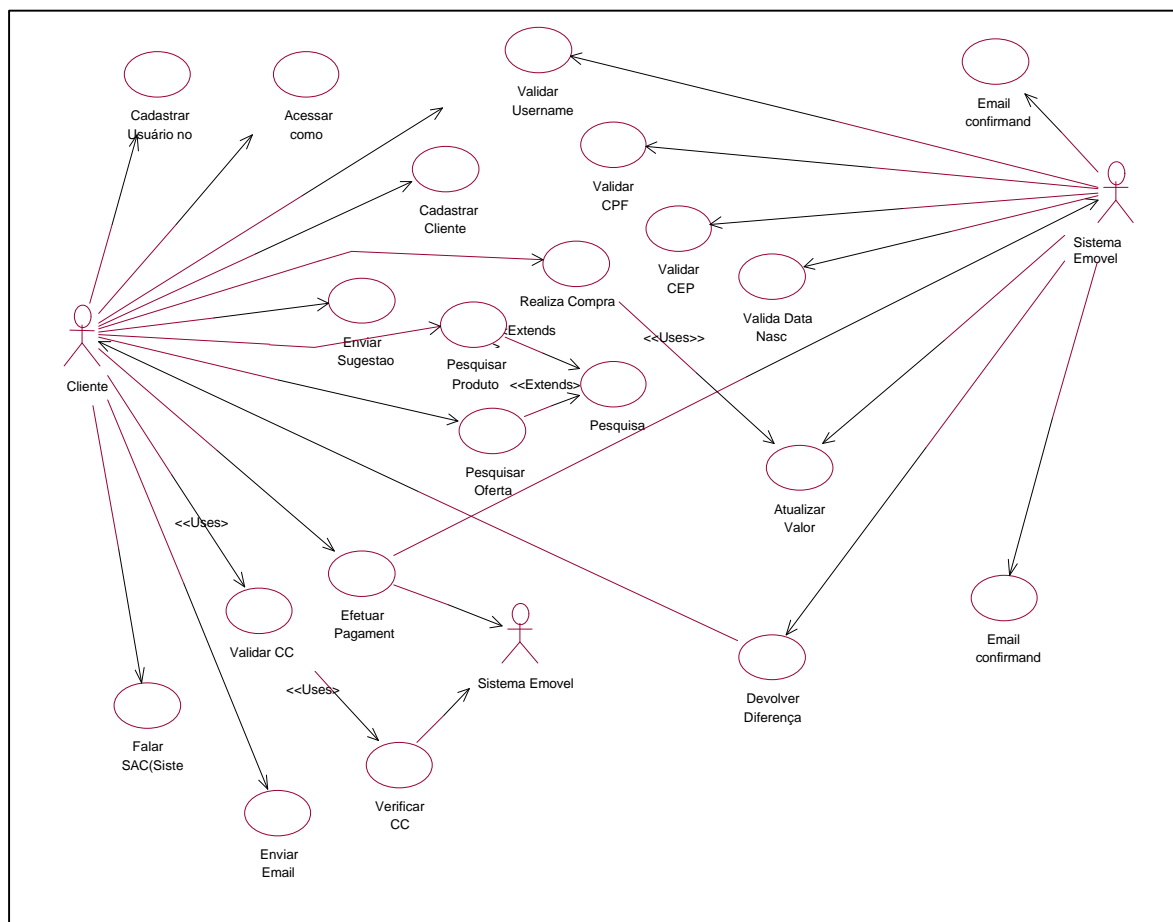 Cadastrar
Usuário no
Acessar
como
Validar
Username
Email
confirmand
Validar
CPF
Cadastrar
Cliente
Validar
CEP
Sistema
Emovel
Realiza Compra
Valida Data
Nasc
Enviar
Sugestao
Extends
<<Uses>>
Pesquisar
Produto
Cliente
<<Extends>
Pesquisa
Pesquisar
Oferta
Atualizar
Valor
<<Uses>
Efetuar
Pagament
Email
confirmand
Validar CC
Sistema Emovel
<<Uses>
Devolver
Diferença
Falar
SAC(Siste
Verificar
CC
Enviar
Email